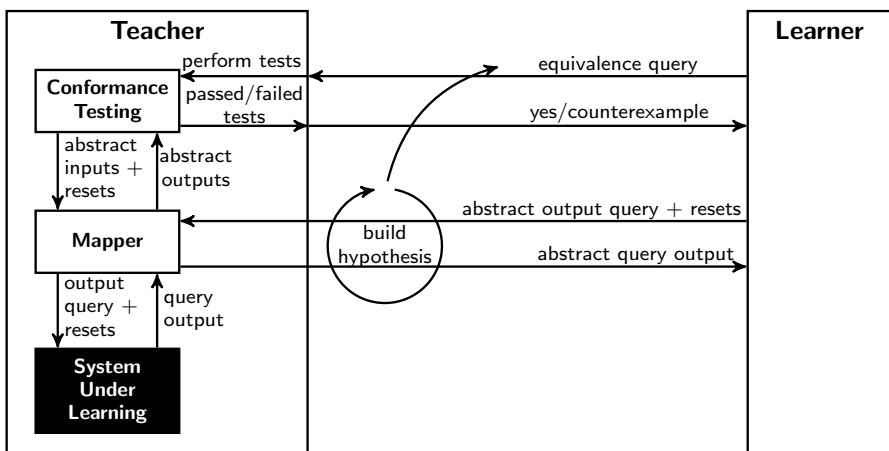 Teacher
Learner
perform tests
equivalence query
Conformance
Testing
passed/failed
tests
yes/counterexample
abstract
inputs +
resets
abstract
outputs
Mapper
abstract output query + resets
build
hypothesis
abstract query output
output
query +
resets
query
output
System
Under
Learning